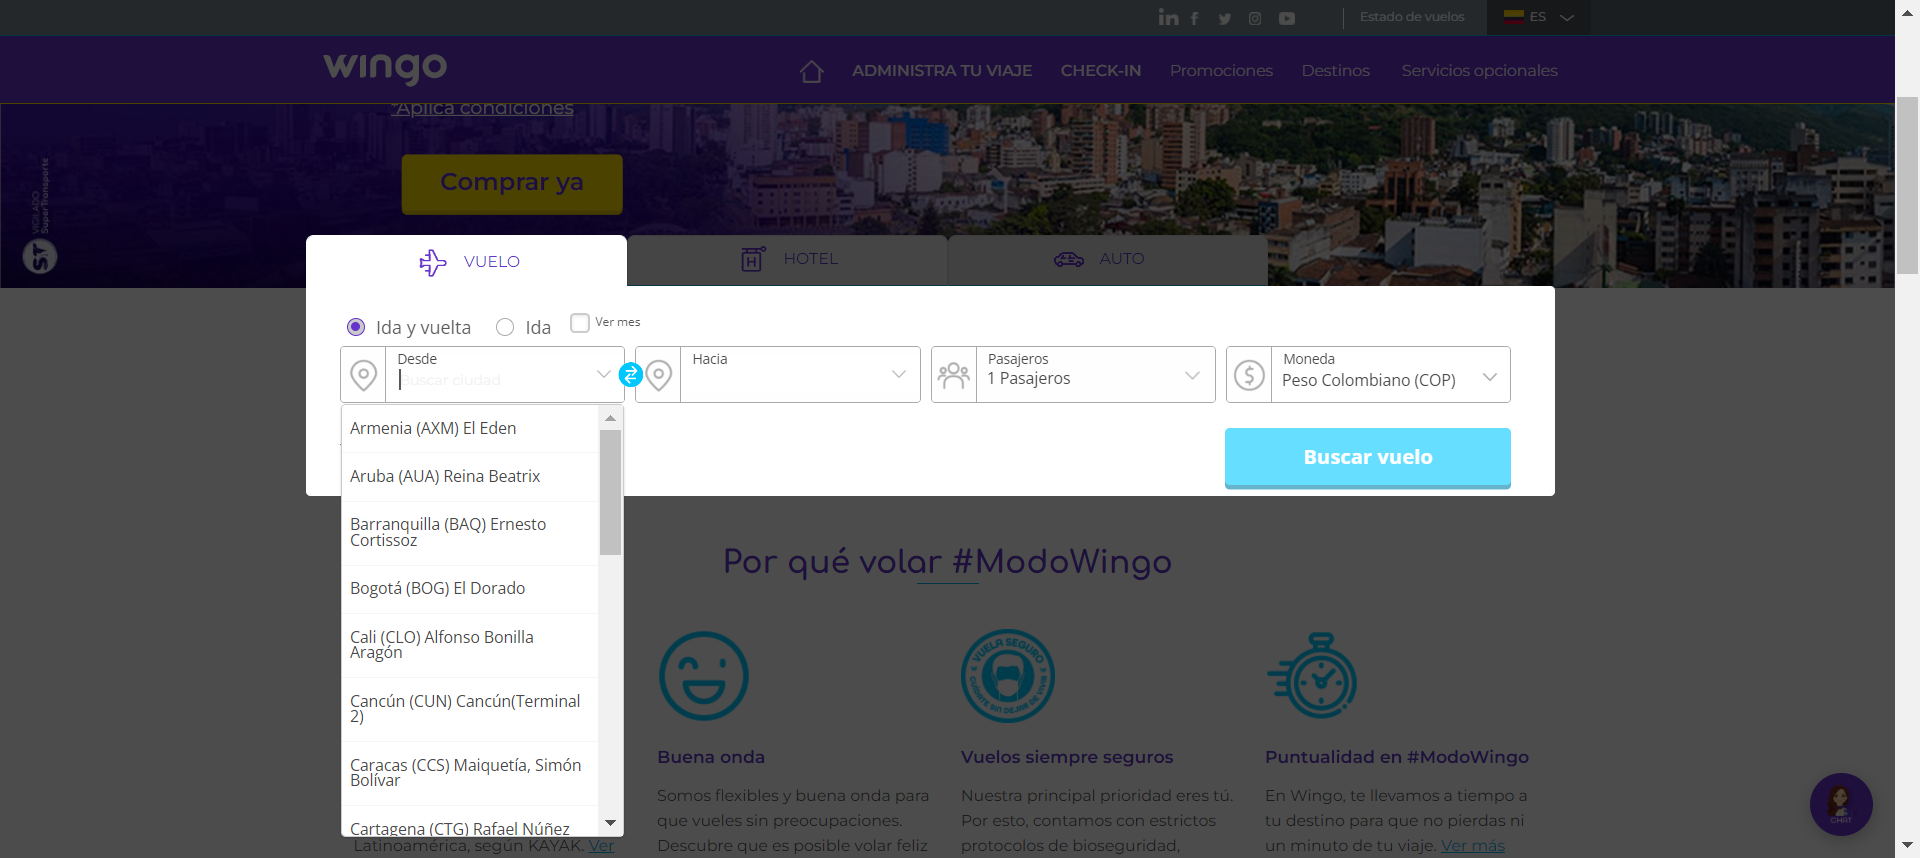 Estado de vuelos
ES
wingo
ADMINISTRA TU VIAJE
CHECK-IN
Promociones
Destinos
Servicios opcionales
*Aplica condiciones
Comprar ya
VIGILADO
SuperTransporte
ST
VUELO
HOTEL
AUTO
Ida y vuelta
Ida
Ver mes
Desde
Buscar ciudad
Hacia
Pasajeros
1 Pasajeros
Moneda
Peso Colombiano (COP)
Armenia (AXM) El Eden
Aruba (AUA) Reina Beatrix
Barranquilla (BAQ) Ernesto
Cortissoz
Bogotá (BOG) El Dorado
Cali (CLO) Alfonso Bonilla
Aragón
Cancún (CUN) Cancún(Terminal
2)
Caracas (CCS) Maiquetía, Simón
Bolívar
Cartagena (CTG) Rafael Núñez
Buscar vuelo
Por qué volar #ModoWingo
Latinoamérica, según KAYAK. Ver
Buena onda
Somos flexibles y buena onda para
que vueles sin preocupaciones.
Descubre que es posible volar feliz
VUELA SEGURO
CUÍDATE SIN DEJAR DE VIVIR
Vuelos siempre seguros
Nuestra principal prioridad eres tú.
Por esto, contamos con estrictos
protocolos de bioseguridad,
Puntualidad en #ModoWingo
En Wingo, te llevamos a tiempo a
tu destino para que no pierdas ni
un minuto de tu viaje. Ver más
CHAT